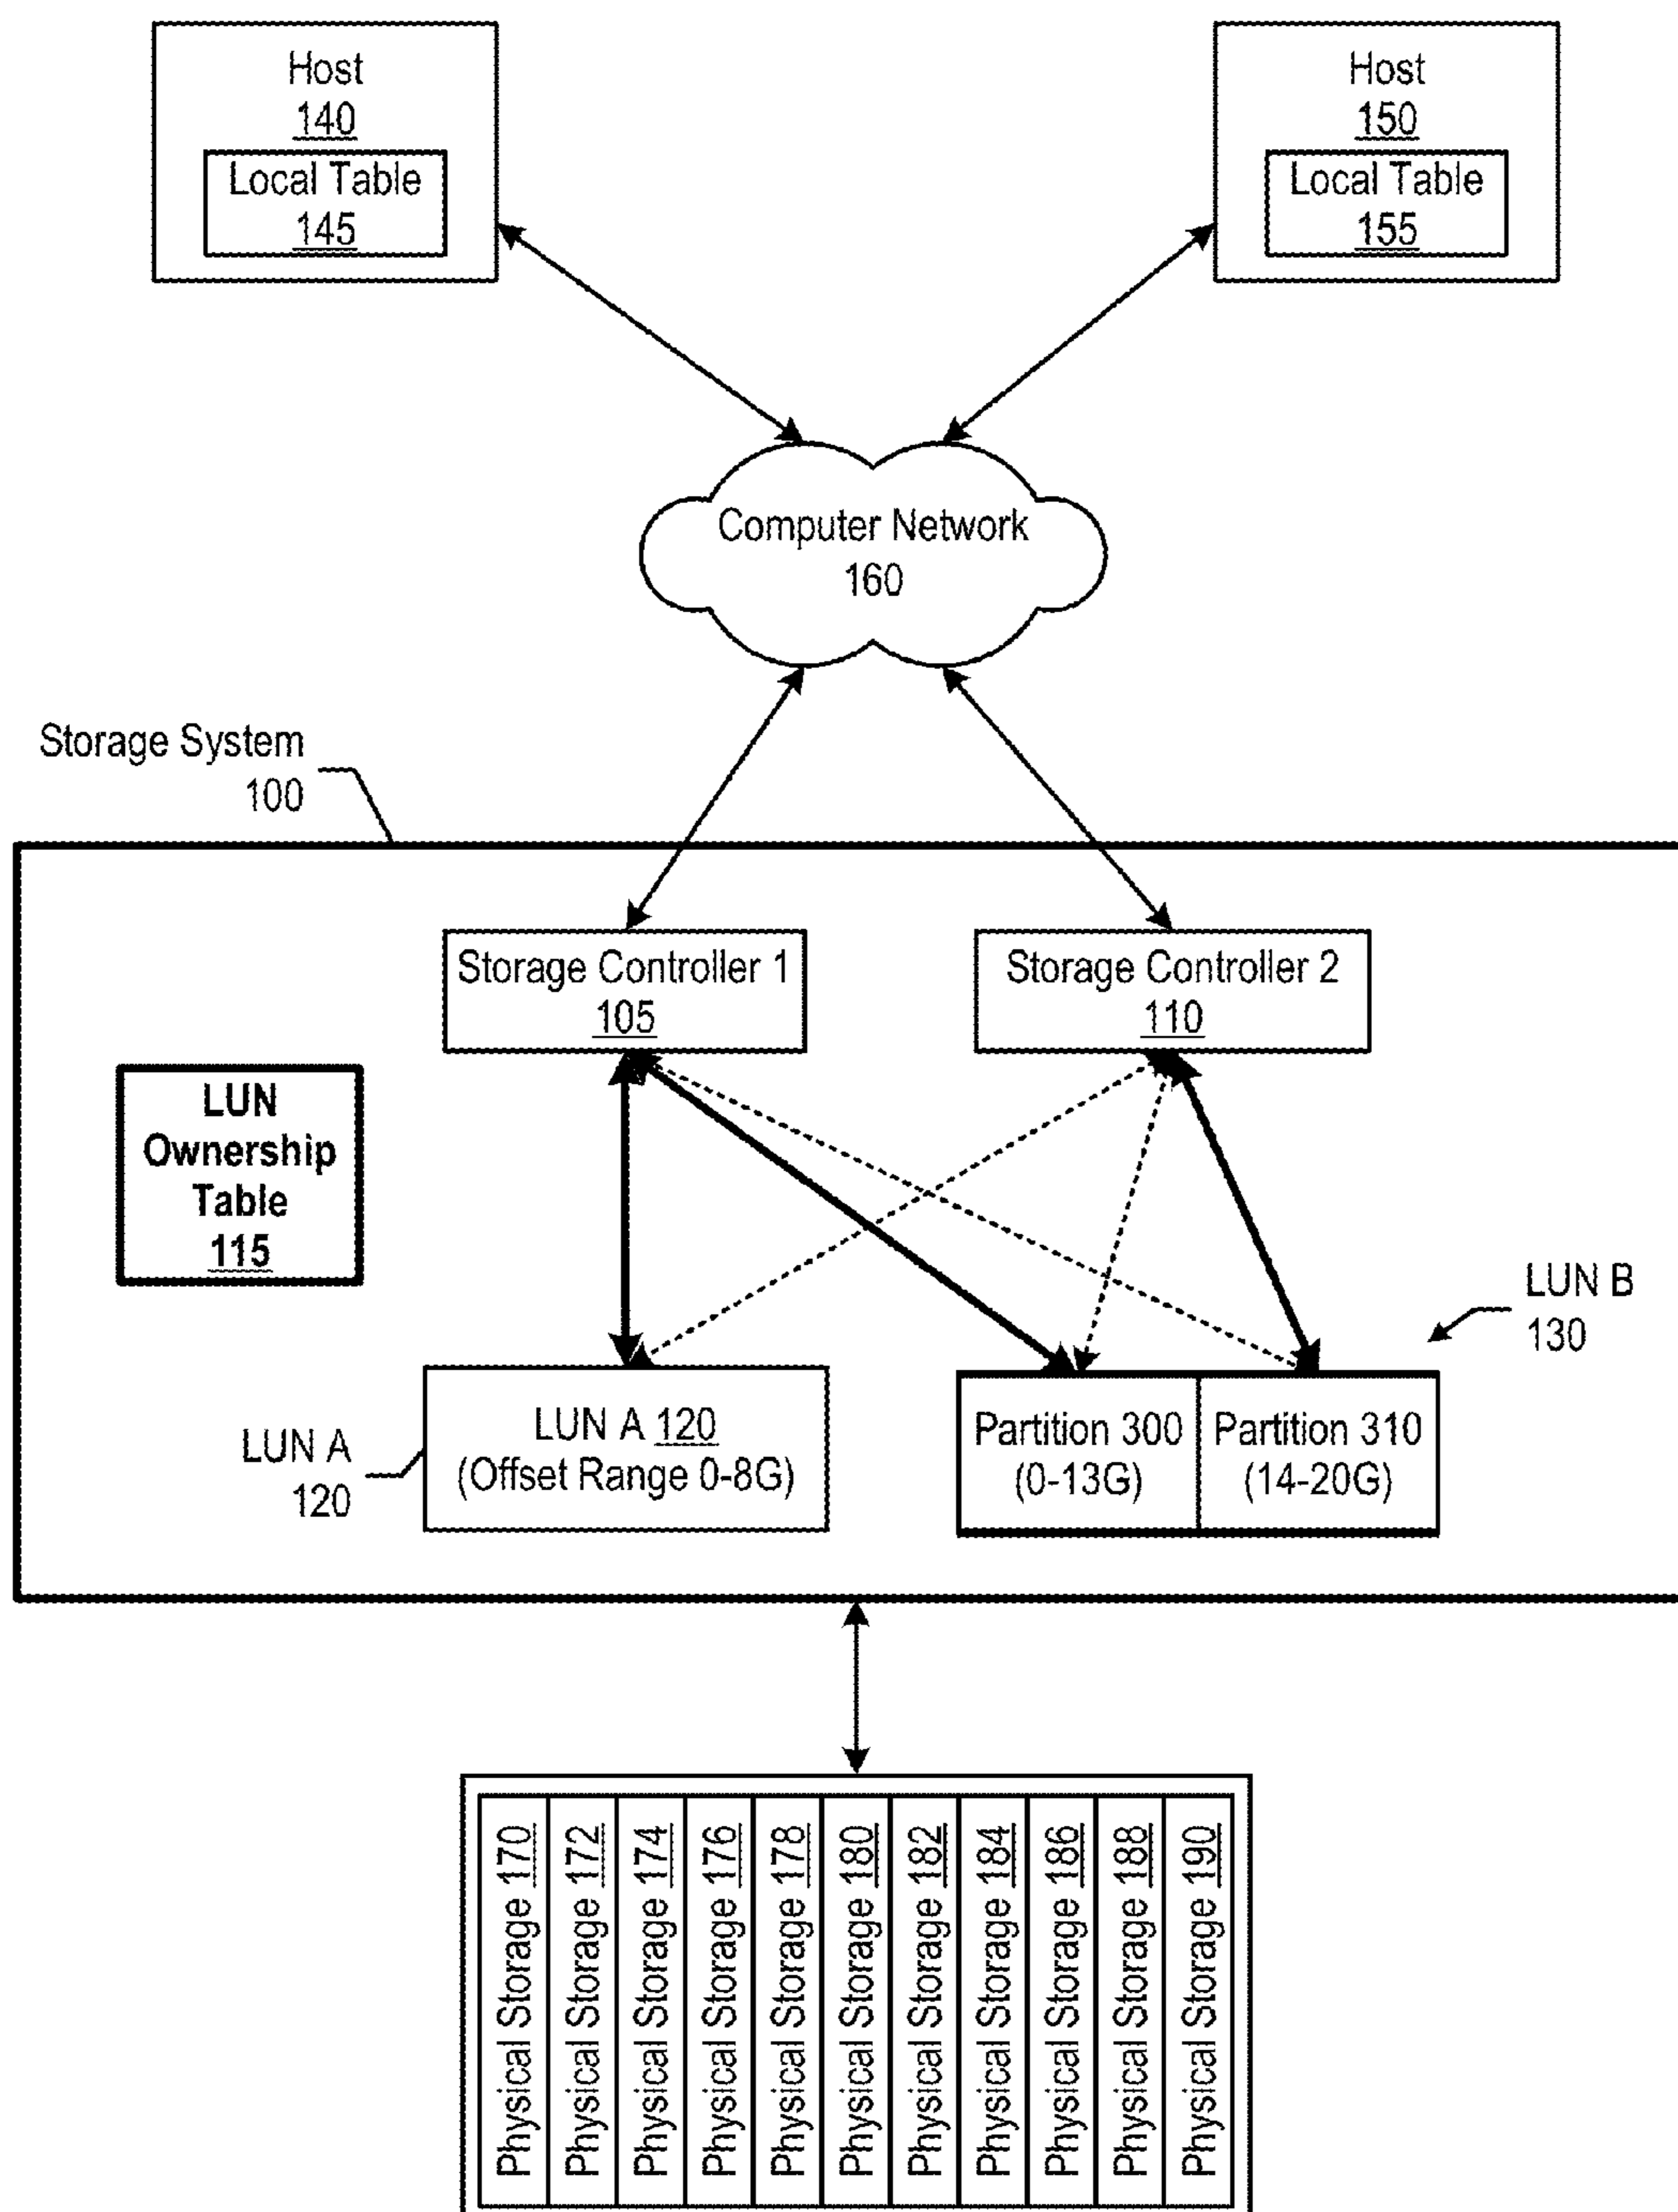 Host
140
Local Table
145
Host
150
Local Table
155
Computer Network
160
Storage System
100
Storage Controller 1
105
Storage Controller 2
110
LUN
Ownership
Table
115
LUN B
130
LUN A
120
LUN A 120
(Offset Range 0-8G)
Partition 300
(0-13G)
Partition 310
(14-20G)
Physical Storage 170
Physical Storage 172
Physical Storage 174
Physical Storage 176
Physical Storage 178
Physical Storage 180
Physical Storage 182
Physical Storage 184
Physical Storage 186
Physical Storage 188
Physical Storage 190